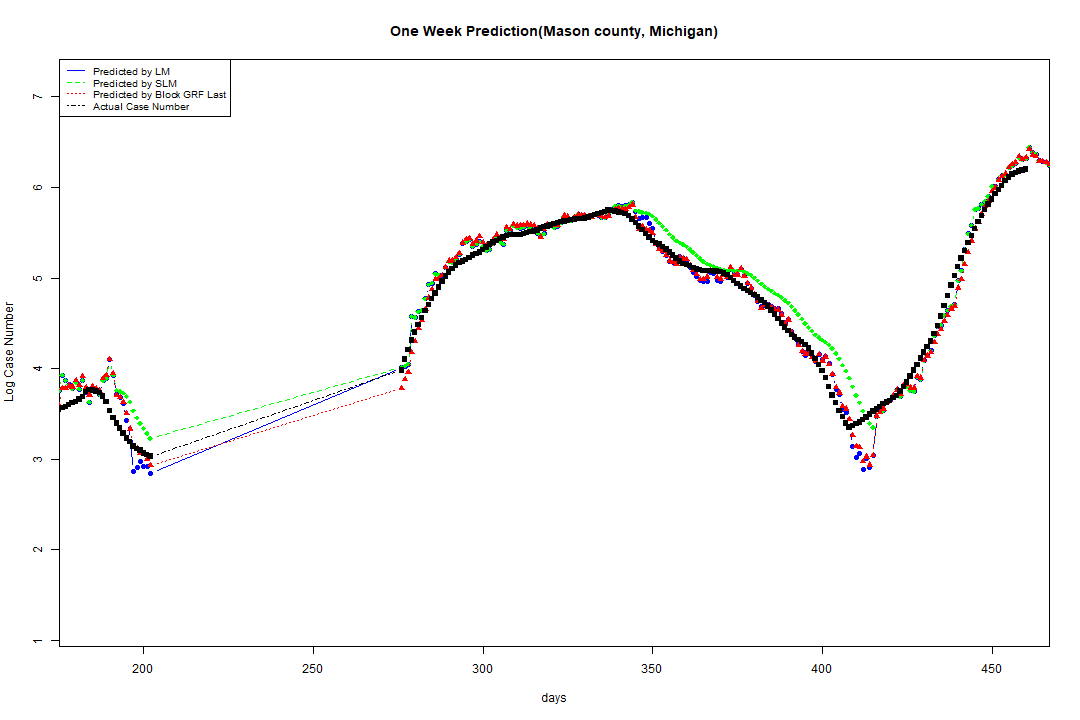 One Week Prediction(Mason county, Michigan)
Predicted by LM
Predicted by SLM
Predicted by Block GRF Last
Actual Case Number
7
6
5
4
3
2
1
Log Case Number
200 250 300 350 400 450
days